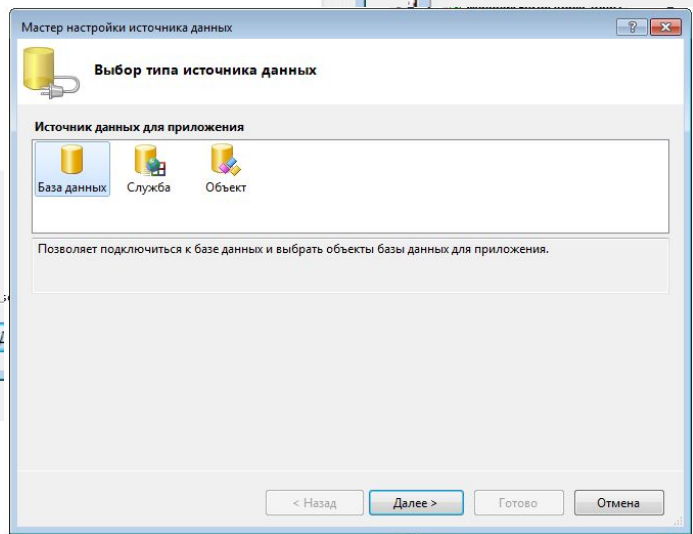 Мастер настройки источника данных
Выбор типа источника данных
Источник данных для приложения
База данных Служба Объект
Позволяет подключиться к базе данных и выбрать объекты базы данных для приложения.
< Назад Далее > Готово Отмена